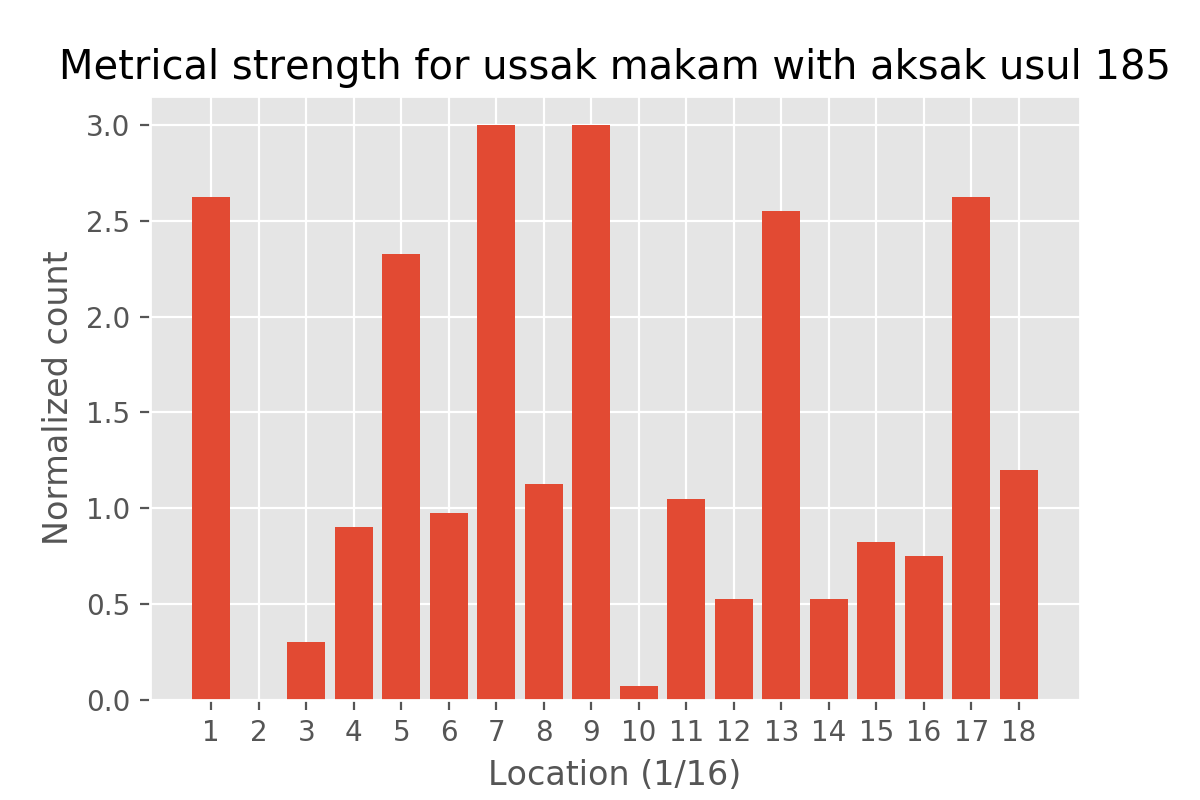 Metrical strength for ussak makam with aksak usul 185
3.0
2.5
2.0
1.5
1.0
0.5
0.0
Normalized count
1 2 3 4 5 6 7 8 9 10 11 12 13 14 15 16 17 18
Location (1/16)